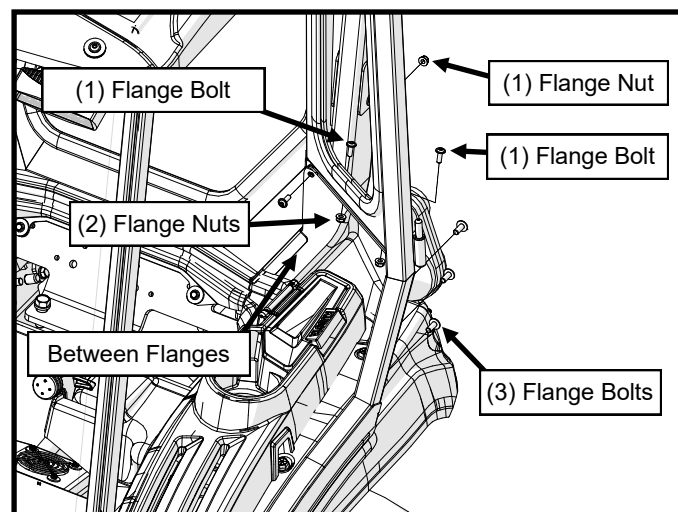 (1) Flange Bolt
(1) Flange Nut
(1) Flange Bolt
(2) Flange Nuts
Between Flanges
(3) Flange Bolts